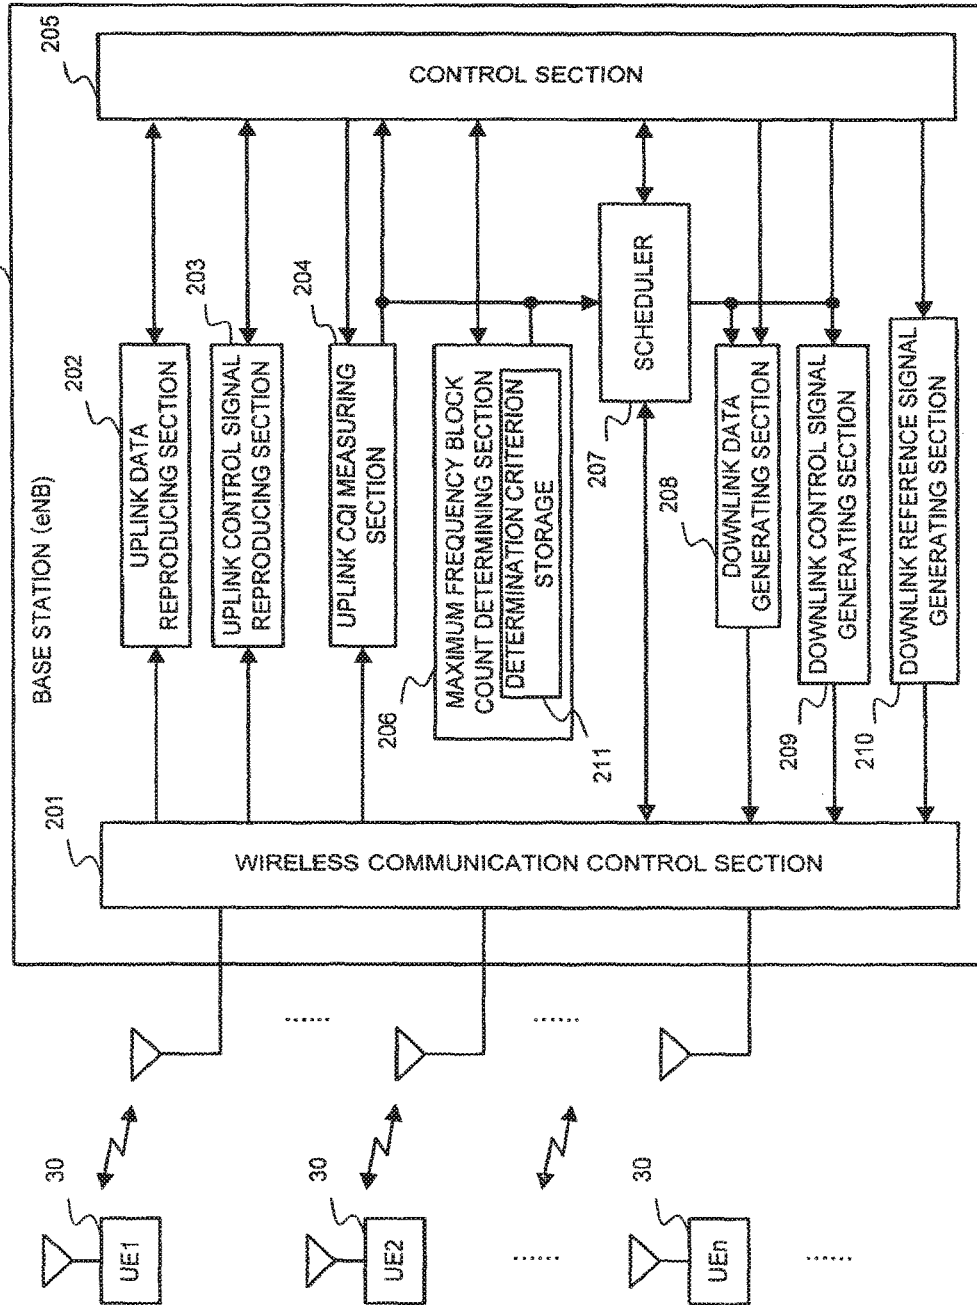 BASE STATION (eNB)
205
CONTROL SECTION
202
UPLINK DATA
REPRODUCING SECTION
203
UPLINK CONTROL SIGNAL
REPRODUCING SECTION
204
UPLINK CQI MEASURING
SECTION
206
MAXIMUM FREQUENCY BLOCK
COUNT DETERMINING SECTION
DETERMINATION CRITERION
STORAGE
211
207
SCHEDULER
208
DOWNLINK DATA
GENERATING SECTION
209
DOWNLINK CONTROL SIGNAL
GENERATING SECTION
210
DOWNLINK REFERENCE SIGNAL
GENERATING SECTION
201
WIRELESS COMMUNICATION CONTROL SECTION
......
......
30
UE1
30
UE2
......
30
UEn
......